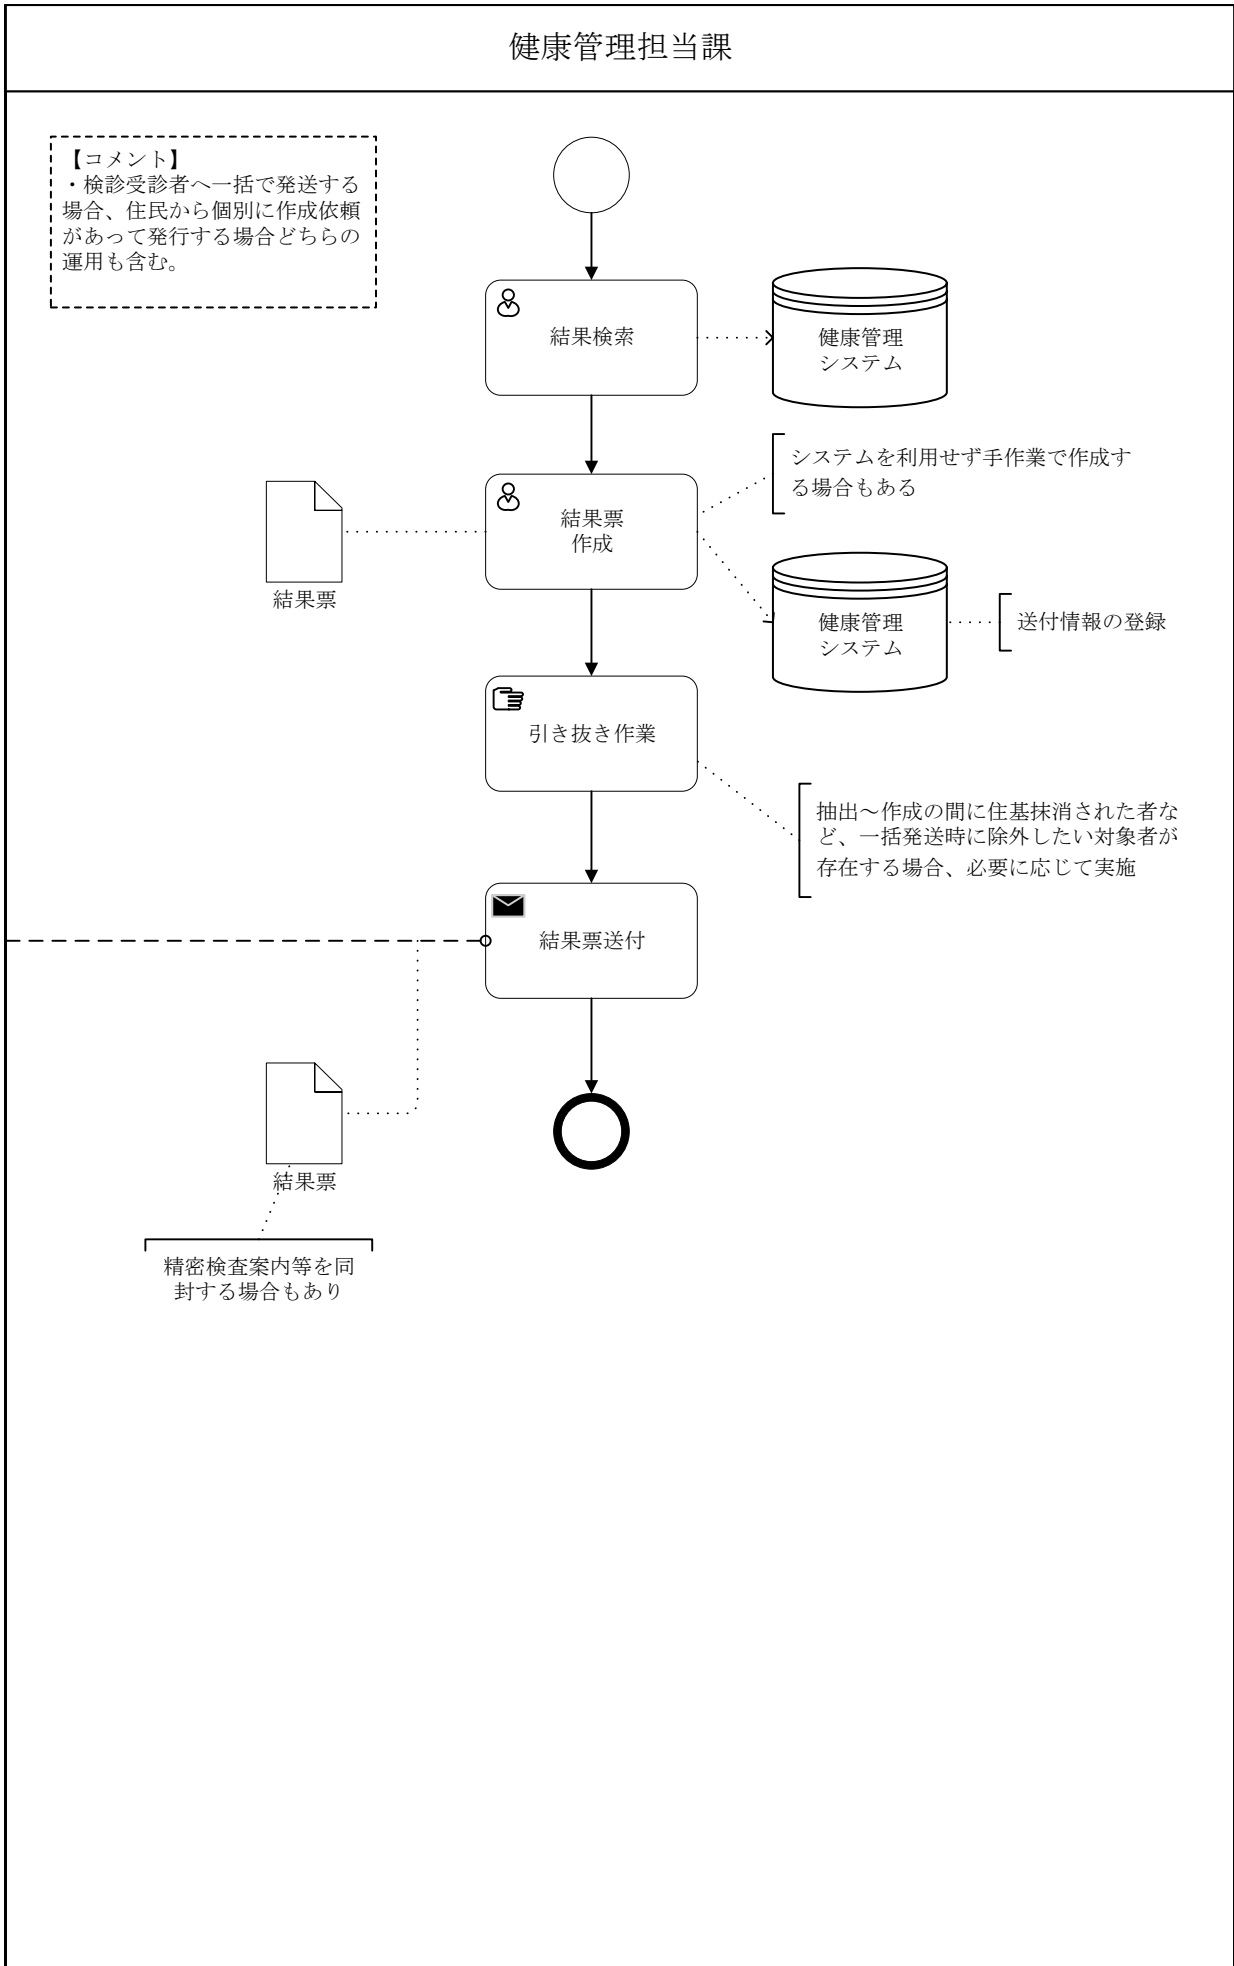 健康管理担当課
【コメント】
・検診受診者へ一括で発送する
場合、住民から個別に作成依頼
があって発行する場合どちらの
運用も含む。
結果検索
健康管理
システム
システムを利用せず手作業で作成す
る場合もある
結果票
作成
結果票
健康管理
システム
送付情報の登録
引き抜き作業
抽出～作成の間に住基抹消された者な
ど、一括発送時に除外したい対象者が
存在する場合、必要に応じて実施
結果票送付
結果票
精密検査案内等を同
封する場合もあり